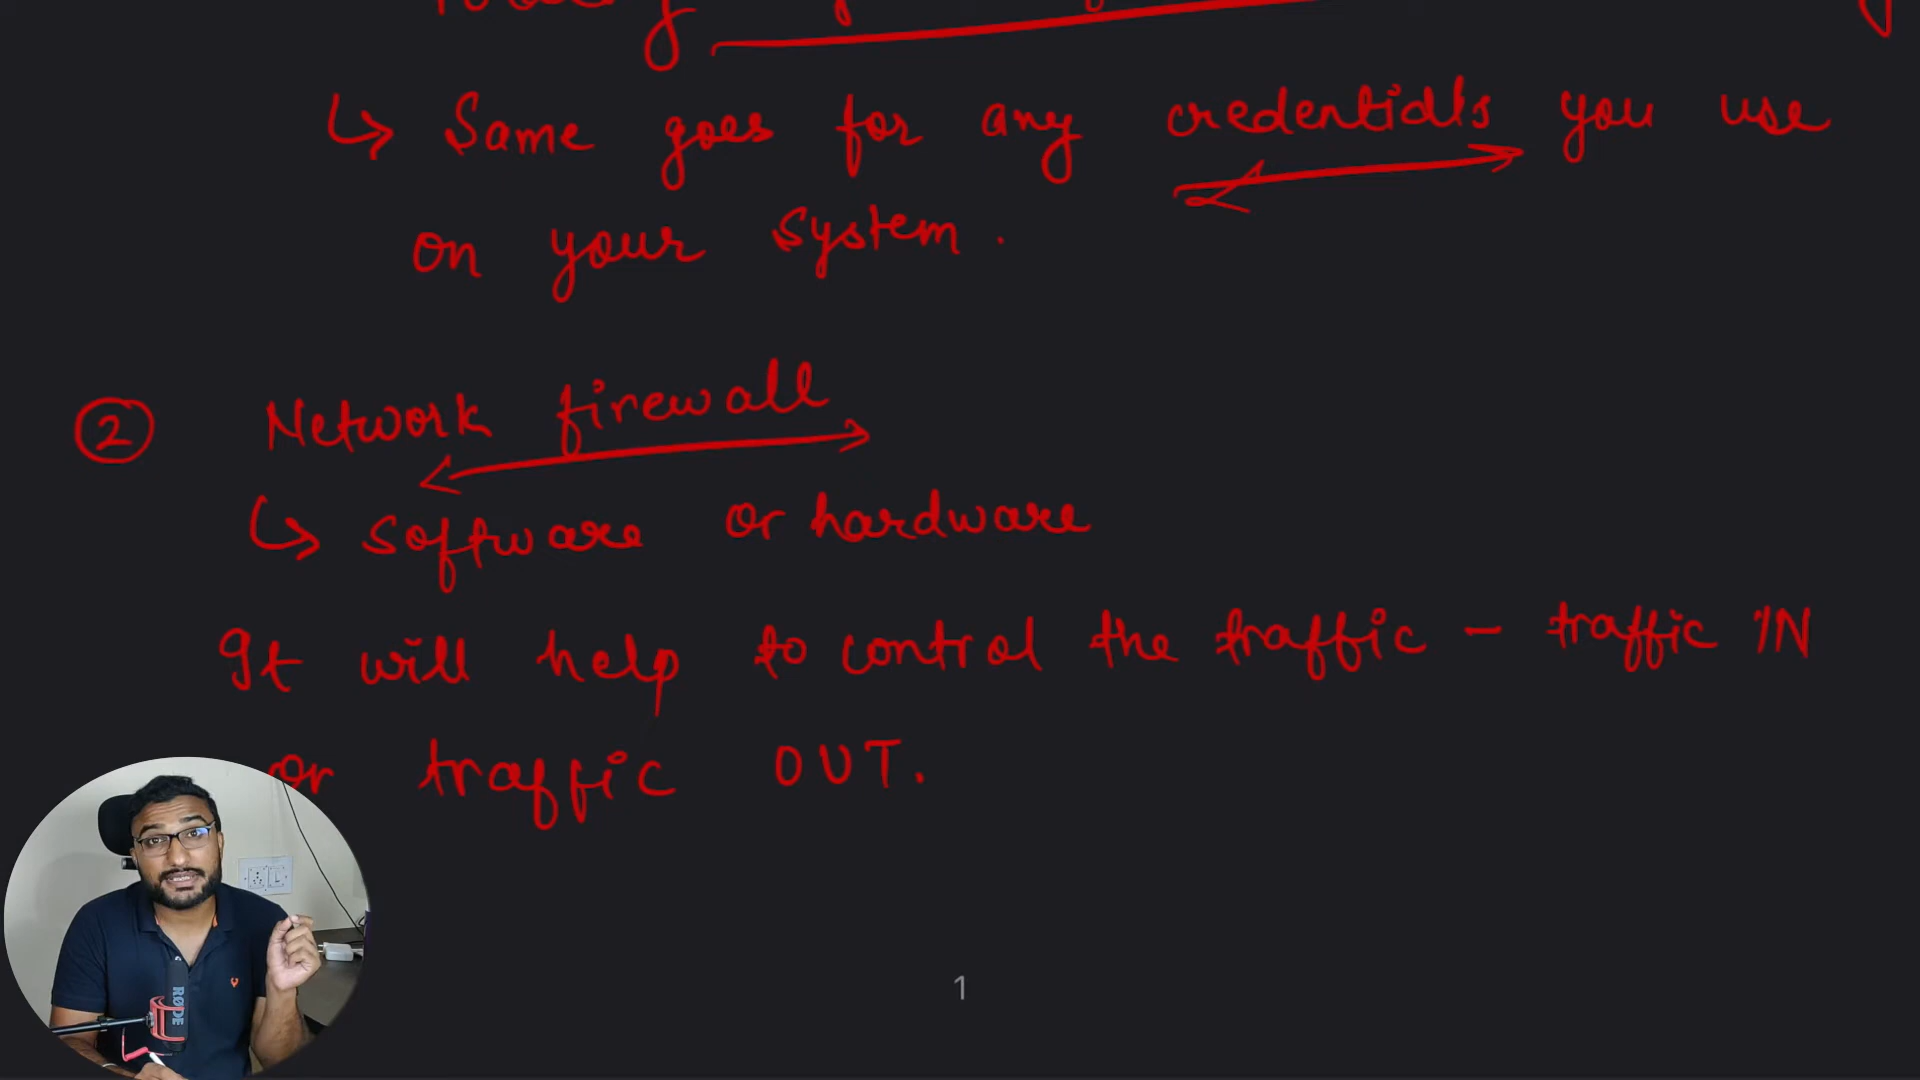 ↳ Same goes for any credentials you use
on your system.
② Network firewall
↳ software or hardware
It will help to control the traffic - traffic IN
or traffic OUT.
RØDE
1